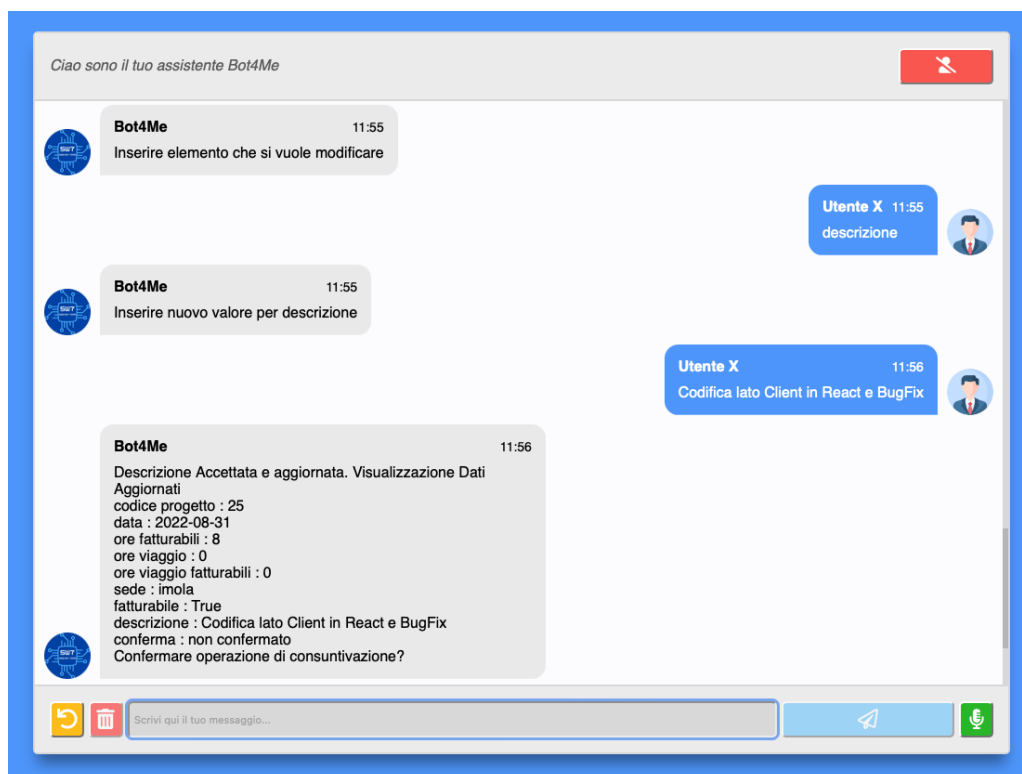 Ciao sono il tuo assistente Bot4Me
Bot4Me 11:55
Inserire elemento che si vuole modificare
Utente X 11:55
descrizione
Bot4Me 11:55
Inserire nuovo valore per descrizione
Utente X 11:56
Codifica lato Client in React e BugFix
Bot4Me 11:56
Descrizione Accettata e aggiornata. Visualizzazione Dati
Aggiornati
codice progetto : 25
data : 2022-08-31
ore fatturabili : 8
ore viaggio : 0
ore viaggio fatturabili : 0
sede : imola
fatturabile : True
descrizione : Codifica lato Client in React e BugFix
conferma : non confermato
Confermare operazione di consuntivazione?
Scrivi qui il tuo messaggio...